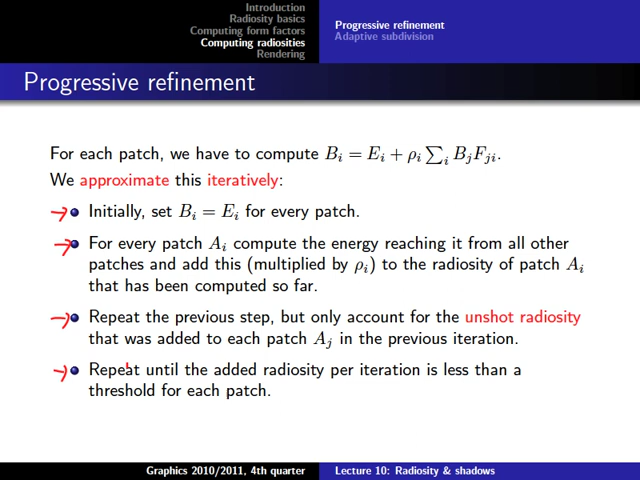 Introduction
Radiosity basics
Computing form factors
Computing radiosities
Rendering
Progressive refinement
Adaptive subdivision
Progressive refinement
For each patch, we have to compute B_i = E_i + ρ_i ∑_i B_j F_{ji}.
We approximate this iteratively:
Initially, set B_i = E_i for every patch.
For every patch A_i compute the energy reaching it from all other
patches and add this (multiplied by ρ_i) to the radiosity of patch A_i
that has been computed so far.
Repeat the previous step, but only account for the unshot radiosity
that was added to each patch A_j in the previous iteration.
Repeat until the added radiosity per iteration is less than a
threshold for each patch.
Graphics 2010/2011, 4th quarter
Lecture 10: Radiosity & shadows